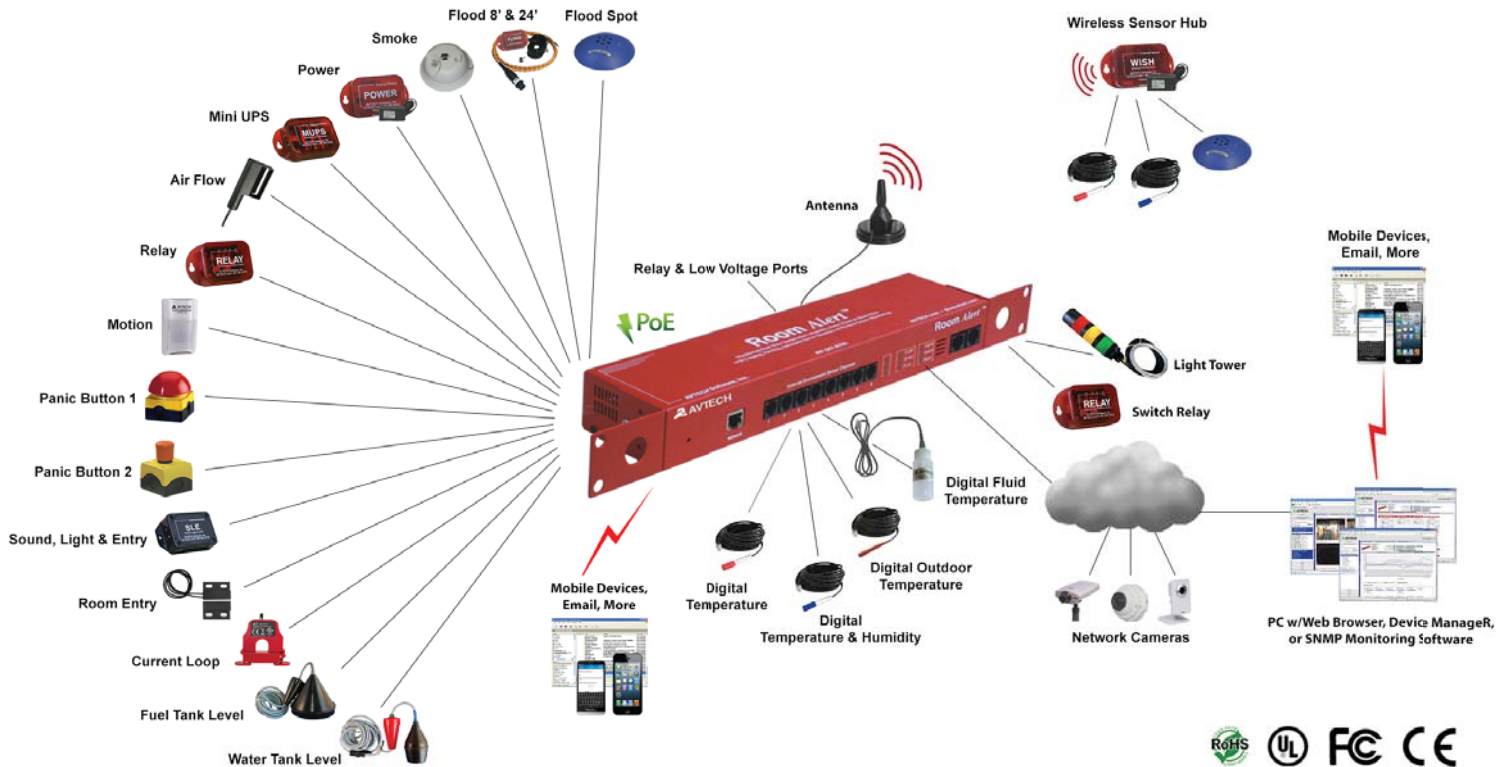 Flood 8' & 24'
Flood Spot
Wireless Sensor Hub
Smoke
Power
Mini UPS
Air Flow
Relay
Motion
Panic Button 1
Panic Button 2
Sound, Light & Entry
Room Entry
Current Loop
Fuel Tank Level
Water Tank Level
FLOOD
POWER
MUPS
RELAY
AVTECH
SLE
WiSH
Antenna
Relay & Low Voltage Ports
PoE
Room Alert™
Room Alert™
AVTECH
Light Tower
RELAY
Switch Relay
Mobile Devices,
Email, More
Digital Fluid
Temperature
Digital Outdoor
Temperature
Digital
Temperature
Digital
Temperature & Humidity
Mobile Devices,
Email, More
Network Cameras
PC w/Web Browser, Device ManageR,
or SNMP Monitoring Software
RoHS
UL
FC
CE